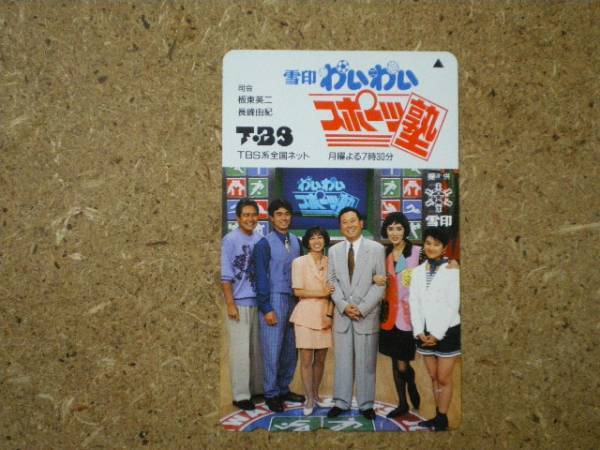 雪印 わいわい
スポーツ塾
司会
板東英二
長峰由紀
TBS
TBS系全国ネット 月曜よる7時30分
わいわい
スポーツ塾
雪印